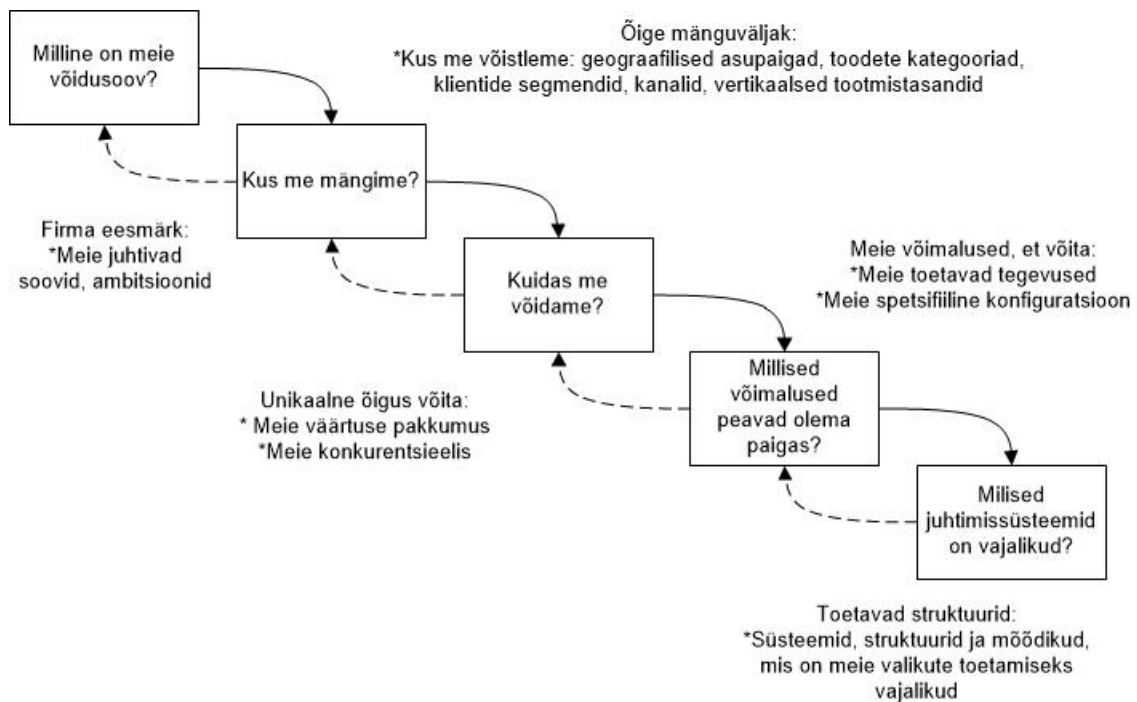 Milline on meie
võidusoov?
Õige mänguväljak:
*Kus me võistleme: geograafilised asupaigad, toodete kategooriad,
klientide segmendid, kanalid, vertikaalsed tootmistasandid
Kus me mängime?
Firma eesmärk:
*Meie juhtivad
soovid, ambitsioonid
Kuidas me
võidame?
Meie võimalused, et võita:
*Meie toetavad tegevused
*Meie spetsifiiline konfiguratsioon
Unikaalne õigus võita:
* Meie väärtuse pakkumus
*Meie konkurentsieelis
Millised
võimalused
peavad olema
paigas?
Milised
juhtimissüsteemid
on vajalikud?
Toetavad struktuurid:
*Süsteemid, struktuurid ja mõõdikud,
mis on meie valikute toetamiseks
vajalikud